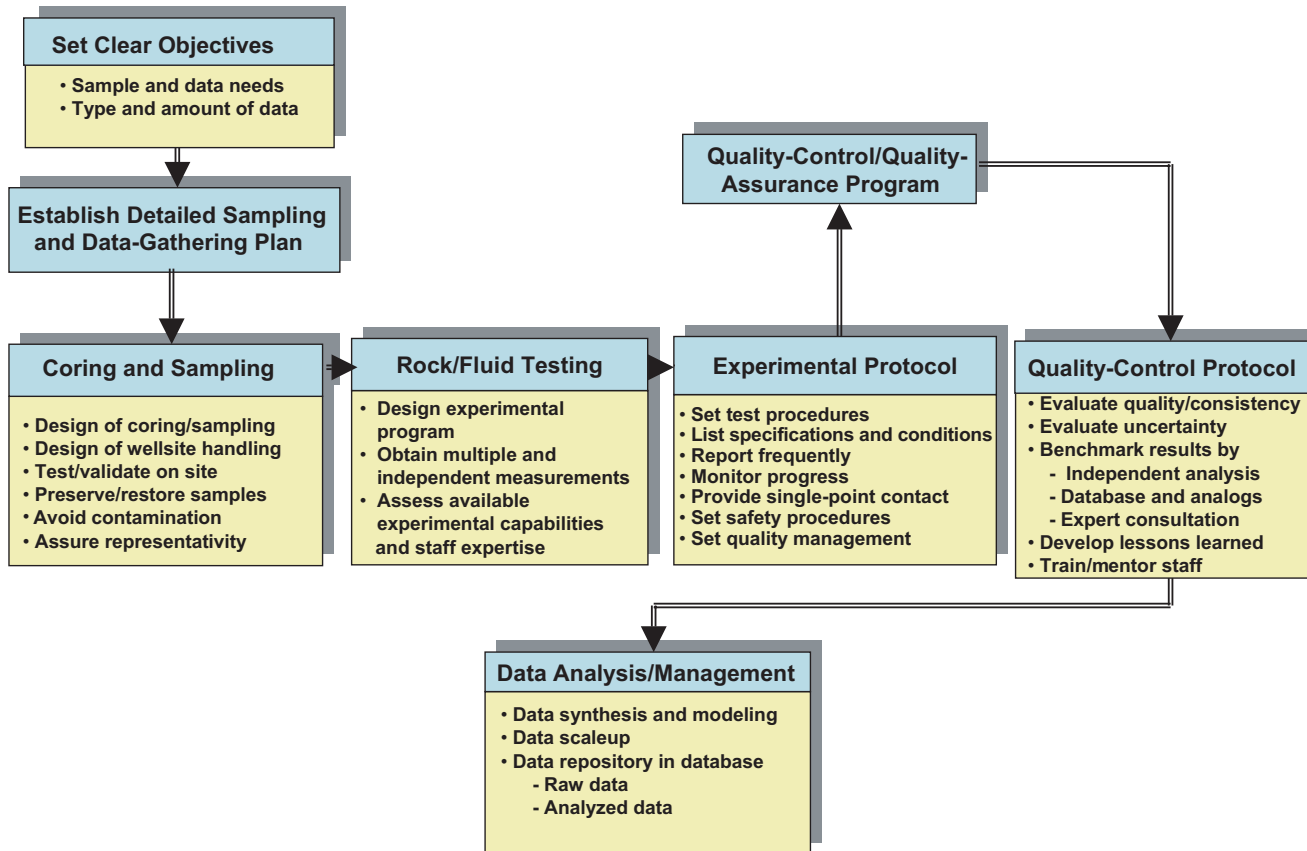 Set Clear Objectives
• Sample and data needs
• Type and amount of data
Establish Detailed Sampling
and Data-Gathering Plan
Coring and Sampling
• Design of coring/sampling
• Design of wellsite handling
• Test/validate on site
• Preserve/restore samples
• Avoid contamination
• Assure representativity
Rock/Fluid Testing
• Design experimental
program
• Obtain multiple and
independent measurements
• Assess available
experimental capabilities
and staff expertise
Experimental Protocol
• Set test procedures
• List specifications and conditions
• Report frequently
• Monitor progress
• Provide single-point contact
• Set safety procedures
• Set quality management
Quality-Control/Quality-
Assurance Program
Quality-Control Protocol
• Evaluate quality/consistency
• Evaluate uncertainty
• Benchmark results by
- Independent analysis
- Database and analogs
- Expert consultation
• Develop lessons learned
• Train/mentor staff
Data Analysis/Management
• Data synthesis and modeling
• Data scaleup
• Data repository in database
- Raw data
- Analyzed data